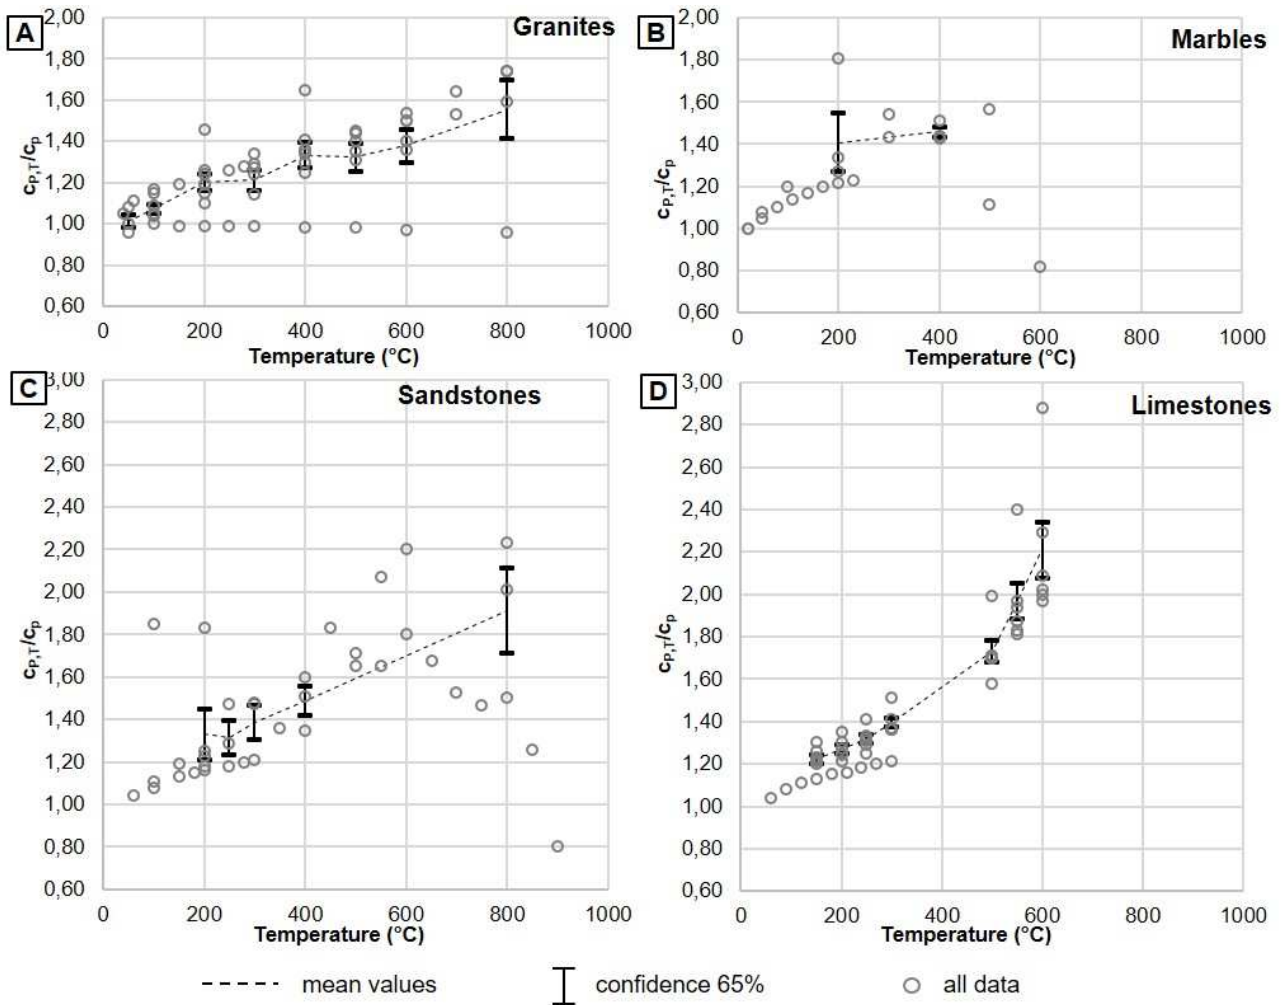 A
Granites
2,00
1,80
1,60
1,40
1,20
1,00
0,80
0,60
cP,T/cp
0 200 400 600 800 1000
Temperature (°C)
B
Marbles
2,00
1,80
1,60
1,40
1,20
1,00
0,80
0,60
cP,T/cp
0 200 400 600 800 1000
Temperature (°C)
C
Sandstones
3,00
2,80
2,60
2,40
2,20
2,00
1,80
1,60
1,40
1,20
1,00
0,80
0,60
cP,T/cp
0 200 400 600 800 1000
Temperature (°C)
D
Limestones
3,00
2,80
2,60
2,40
2,20
2,00
1,80
1,60
1,40
1,20
1,00
0,80
0,60
cP,T/cp
0 200 400 600 800 1000
Temperature (°C)
mean values confidence 65% all data